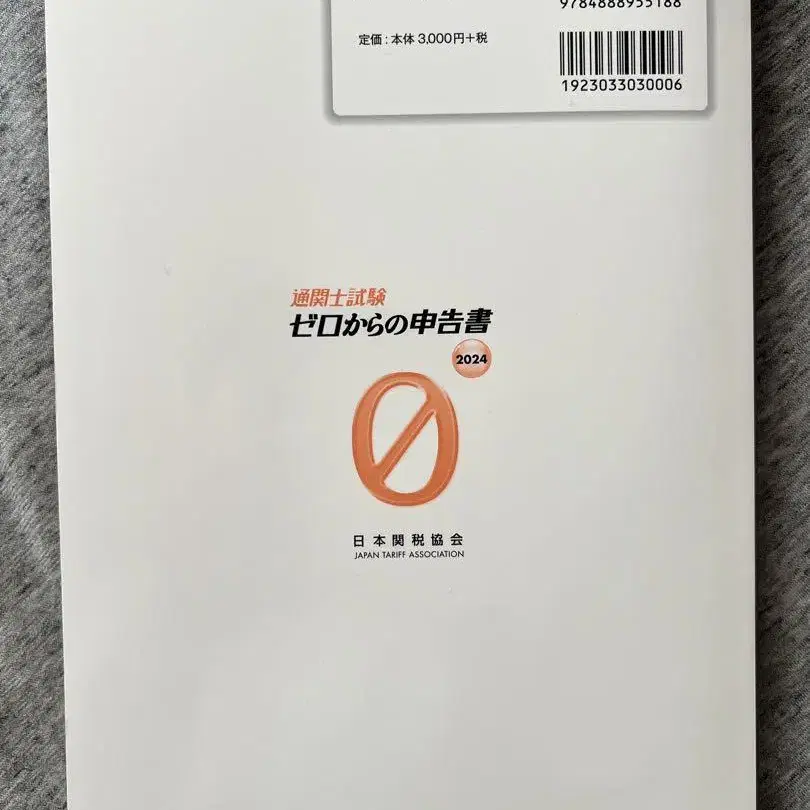 9784888955188
定価：本体 3,000円+税
1923033030006
通関士試験
ゼロからの申告書
2024
0
日本関税協会
JAPAN TARIFF ASSOCIATION